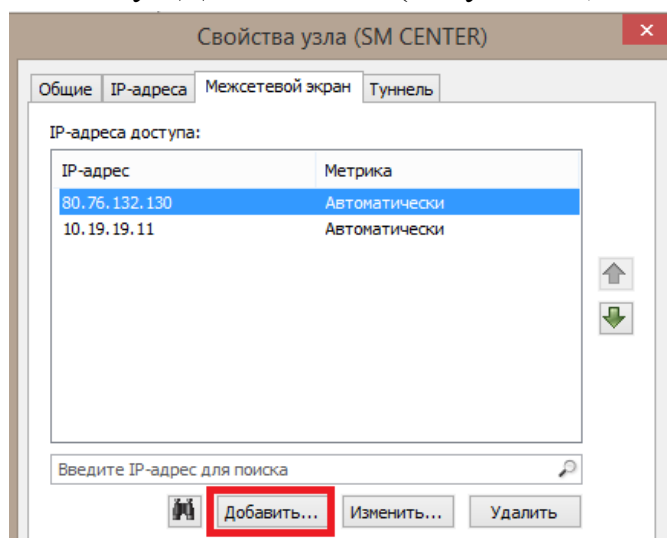 Свойства узла (SM CENTER)
Общие IP-адреса Межсетевой экран Туннель
IP-адреса доступа:
IP-адрес Метрика
80.76.132.130 Автоматически
10.19.19.11 Автоматически
Введите IP-адрес для поиска
Добавить... Изменить... Удалить